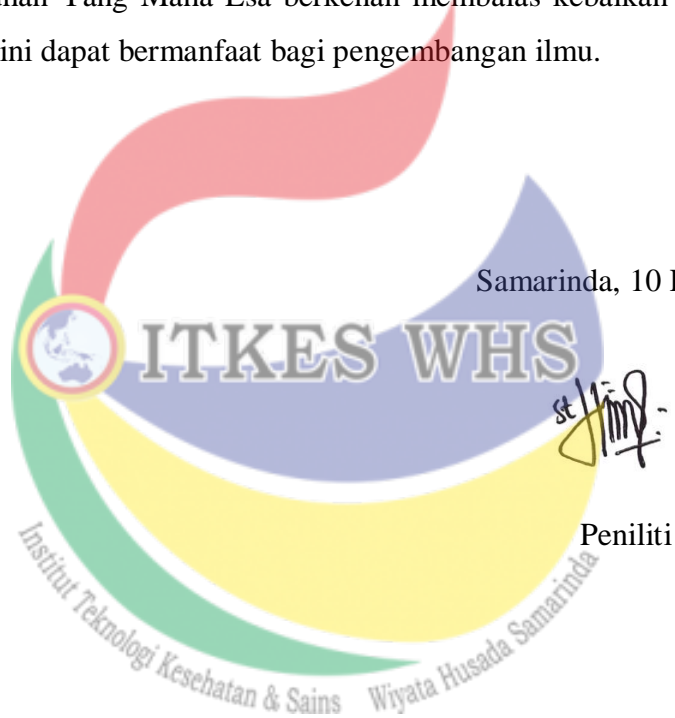 Yang Maha Esa berkenan membalas kebaikan
ini dapat bermanfaat bagi pengembangan ilmu.
Samarinda, 10
ITKES WHS
Peniliti
Institut Teknologi Kesehatan & Sains Wiyata Husada Samarinda